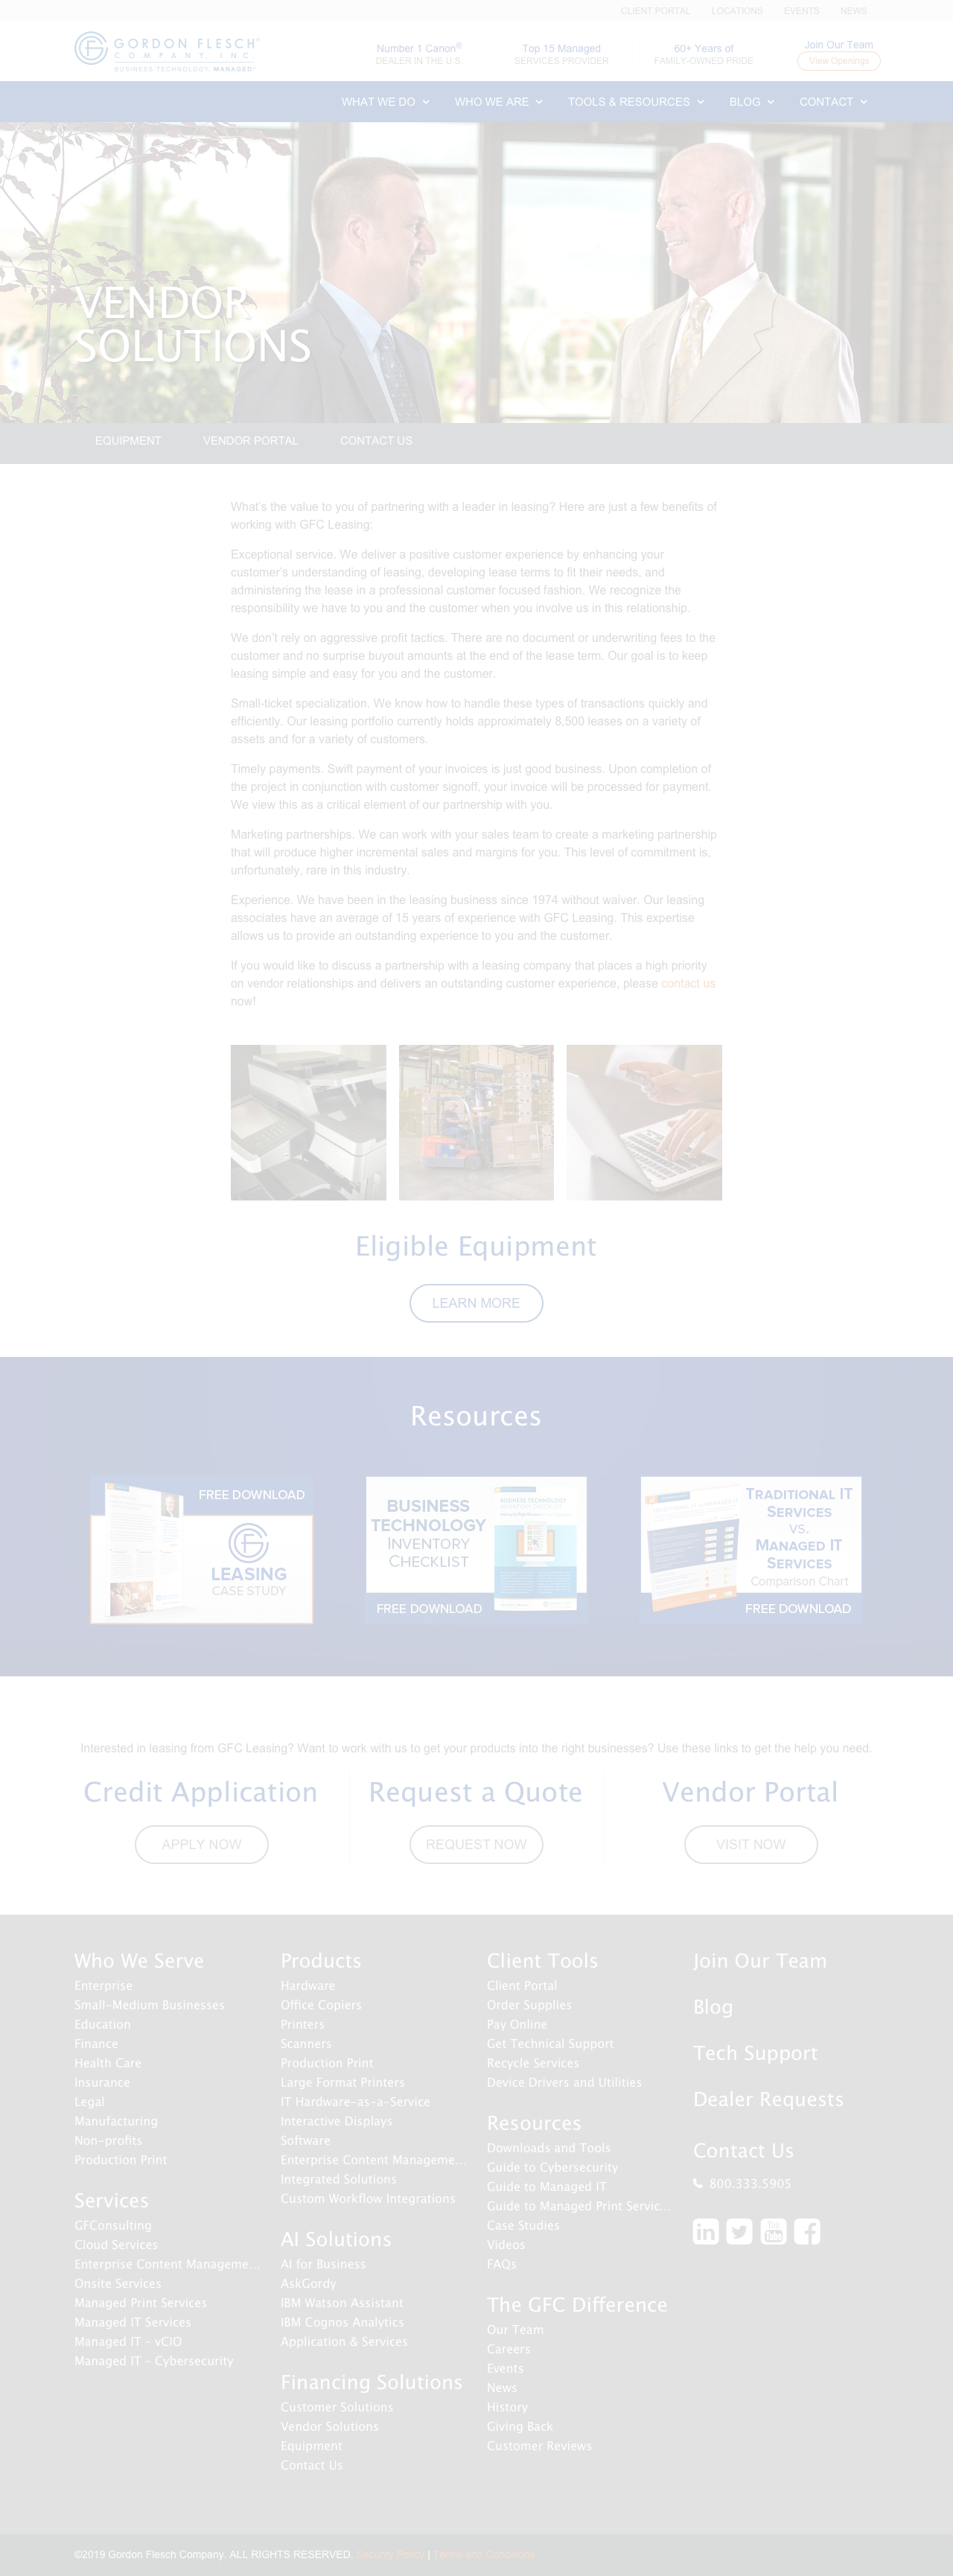 CLIENT PORTAL LOCATIONS EVENTS NEWS
GORDON FLESCH
COMPANY, INC.
BUSINESS TECHNOLOGY, MANAGED.
Number 1 Canon®
DEALER IN THE U.S.
Top 15 Managed
SERVICES PROVIDER
60+ Years of
FAMILY-OWNED PRIDE
Join Our Team
View Openings
WHAT WE DO WHO WE ARE TOOLS & RESOURCES BLOG CONTACT
VENDOR
SOLUTIONS
EQUIPMENT VENDOR PORTAL CONTACT US
What's the value to you of partnering with a leader in leasing? Here are just a few benefits of
working with GFC Leasing:
Exceptional service. We deliver a positive customer experience by enhancing your
customer's understanding of leasing, developing lease terms to fit their needs, and
administering the lease in a professional customer focused fashion. We recognize the
responsibility we have to you and the customer when you involve us in this relationship.
We don't rely on aggressive profit tactics. There are no document or underwriting fees to the
customer and no surprise buyout amounts at the end of the lease term. Our goal is to keep
leasing simple and easy for you and the customer.
Small-ticket specialization. We know how to handle these types of transactions quickly and
efficiently. Our leasing portfolio currently holds approximately 8,500 leases on a variety of
assets and for a variety of customers.
Timely payments. Swift payment of your invoices is just good business. Upon completion of
the project in conjunction with customer signoff, your invoice will be processed for payment.
We view this as a critical element of our partnership with you.
Marketing partnerships. We can work with your sales team to create a marketing partnership
that will produce higher incremental sales and margins for you. This level of commitment is,
unfortunately, rare in this industry.
Experience. We have been in the leasing business since 1974 without waiver. Our leasing
associates have an average of 15 years of experience with GFC Leasing. This expertise
allows us to provide an outstanding experience to you and the customer.
If you would like to discuss a partnership with a leasing company that places a high priority
on vendor relationships and delivers an outstanding customer experience, please contact us
now!
Eligible Equipment
LEARN MORE
Resources
FREE DOWNLOAD
LEASING
CASE STUDY
BUSINESS
TECHNOLOGY
INVENTORY
CHECKLIST
FREE DOWNLOAD
TRADITIONAL IT
SERVICES
VS.
MANAGED IT
SERVICES
Comparison Chart
FREE DOWNLOAD
Interested in leasing from GFC Leasing? Want to work with us to get your products into the right businesses? Use these links to get the help you need.
Credit Application
APPLY NOW
Request a Quote
REQUEST NOW
Vendor Portal
VISIT NOW
Who We Serve
Enterprise
Small-Medium Businesses
Education
Finance
Health Care
Insurance
Legal
Manufacturing
Non-profits
Production Print
Services
GFConsulting
Cloud Services
Enterprise Content Manageme...
Onsite Services
Managed Print Services
Managed IT Services
Managed IT - vCIO
Managed IT - Cybersecurity
Products
Hardware
Office Copiers
Printers
Scanners
Production Print
Large Format Printers
IT Hardware-as-a-Service
Interactive Displays
Software
Enterprise Content Manageme...
Integrated Solutions
Custom Workflow Integrations
AI Solutions
AI for Business
AskGordy
IBM Watson Assistant
IBM Cognos Analytics
Application & Services
Financing Solutions
Customer Solutions
Vendor Solutions
Equipment
Contact Us
Client Tools
Client Portal
Order Supplies
Pay Online
Get Technical Support
Recycle Services
Device Drivers and Utilities
Resources
Downloads and Tools
Guide to Cybersecurity
Guide to Managed IT
Guide to Managed Print Servic...
Case Studies
Videos
FAQs
The GFC Difference
Our Team
Careers
Events
News
History
Giving Back
Customer Reviews
Join Our Team
Blog
Tech Support
Dealer Requests
Contact Us
800.333.5905
in You Tube f
©2019 Gordon Flesch Company. ALL RIGHTS RESERVED. Security Policy | Terms and Conditions